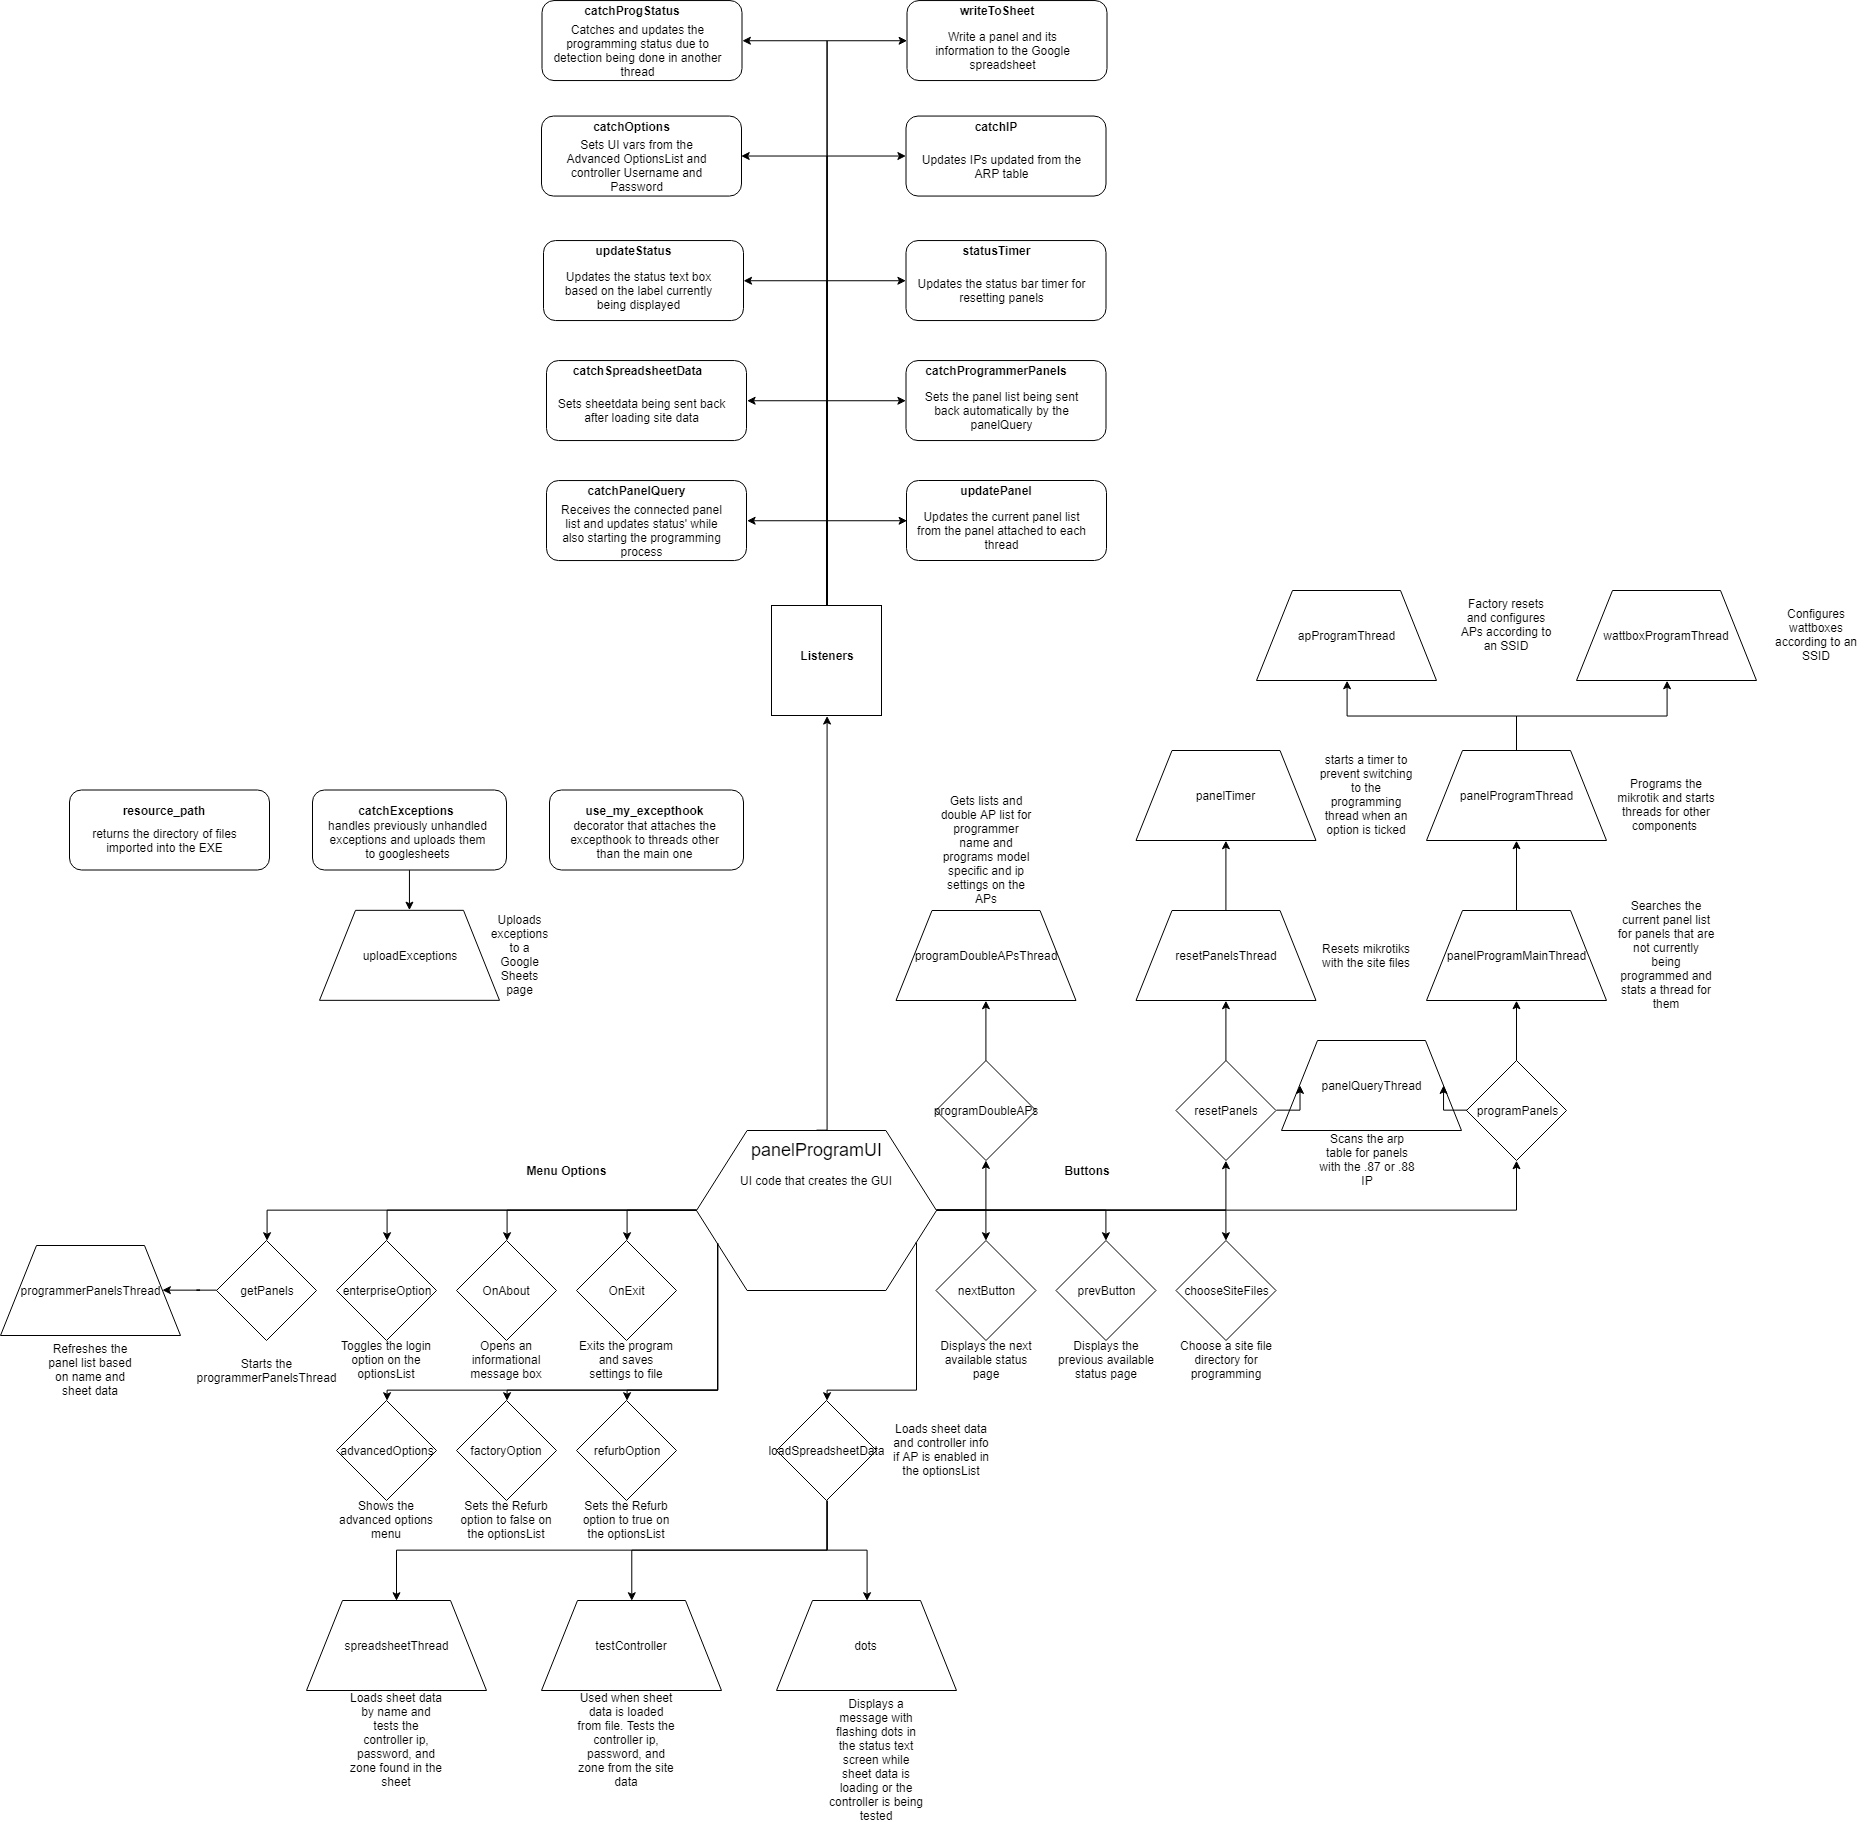 catchProgStatus
Catches and updates the
programming status due to
detection being done in another
thread
writeToSheet
Write a panel and its
information to the Google
spreadsheet
catchOptions
Sets UI vars from the
Advanced OptionsList and
controller Username and
Password
catchIP
Updates IPs updated from the
ARP table
updateStatus
Updates the status text box
based on the label currently
being displayed
statusTimer
Updates the status bar timer for
resetting panels
catchSpreadsheetData
Sets sheetdata being sent back
after loading site data
catchProgrammerPanels
Sets the panel list being sent
back automatically by the
panelQuery
catchPanelQuery
Receives the connected panel
list and updates status' while
also starting the programming
process
updatePanel
Updates the current panel list
from the panel attached to each
thread
Listeners
apProgramThread
Factory resets
and configures
APs according to
an SSID
wattboxProgramThread
Configures
wattboxes
according to an
SSID
resource_path
returns the directory of files
imported into the EXE
catchExceptions
handles previously unhandled
exceptions and uploads them
to googlesheets
use_my_excepthook
decorator that attaches the
excepthook to threads other
than the main one
uploadExceptions
Uploads
exceptions
to a
Google
Sheets
page
Gets lists and
double AP list for
programmer
name and
programs model
specific and ip
settings on the
APs
programDoubleAPsThread
panelTimer
starts a timer to
prevent switching
to the
programming
thread when an
option is ticked
panelProgramThread
Programs the
mikrotik and starts
threads for other
components
resetPanelsThread
Resets mikrotiks
with the site files
panelProgramMainThread
Searches the
current panel list
for panels that are
not currently
being
programmed and
stats a thread for
them
programDoubleAPs
resetPanels
panelQueryThread
Scans the arp
table for panels
with the .87 or .88
IP
programPanels
Menu Options
panelProgramUI
UI code that creates the GUI
Buttons
programmerPanelsThread
Refreshes the
panel list based
on name and
sheet data
getPanels
Starts the
programmerPanelsThread
enterpriseOption
Toggles the login
option on the
optionsList
OnAbout
Opens an
informational
message box
OnExit
Exits the program
and saves
settings to file
nextButton
Displays the next
available status
page
prevButton
Displays the
previous available
status page
chooseSiteFiles
Choose a site file
directory for
programming
advancedOptions
Shows the
advanced options
menu
factoryOption
Sets the Refurb
option to false on
the optionsList
refurbOption
Sets the Refurb
option to true on
the optionsList
loadSpreadsheetData
Loads sheet data
and controller info
if AP is enabled in
the optionsList
spreadsheetThread
Loads sheet data
by name and
tests the
controller ip,
password, and
zone found in the
sheet
testController
Used when sheet
data is loaded
from file. Tests the
controller ip,
password, and
zone from the site
data
dots
Displays a
message with
flashing dots in
the status text
screen while
sheet data is
loading or the
controller is being
tested